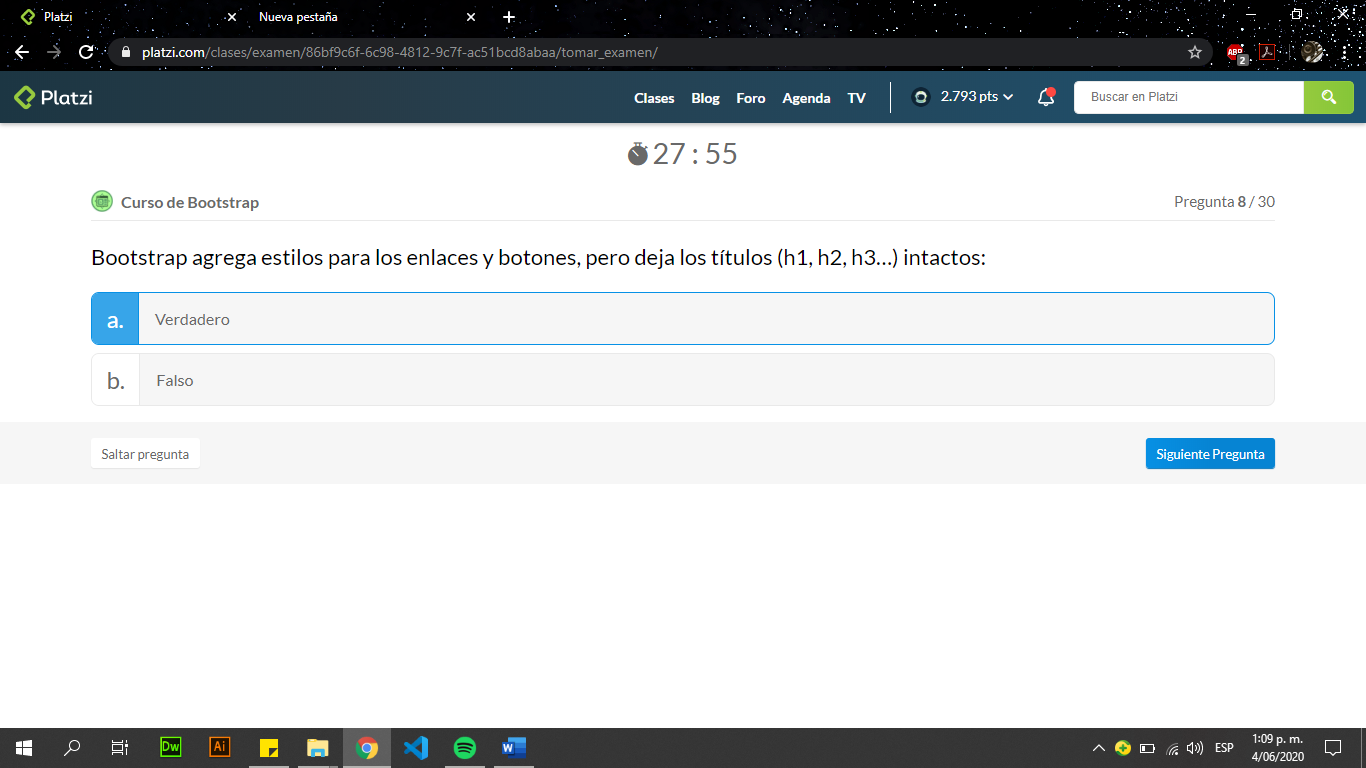 Platzi
Nueva pestaña
platzi.com/clases/examen/86bf9c6f-6c98-4812-9c7f-ac51bcd8abaa/tomar_examen/
ABP
2
Platzi
Clases
Blog
Foro
Agenda
TV
2.793 pts
Buscar en Platzi
27 : 55
Curso de Bootstrap
Pregunta 8 / 30
Bootstrap agrega estilos para los enlaces y botones, pero deja los títulos (h1, h2, h3...) intactos:
a. Verdadero
b. Falso
Saltar pregunta
Siguiente Pregunta
Dw
Ai
W
ESP
1:09 p. m.
4/06/2020